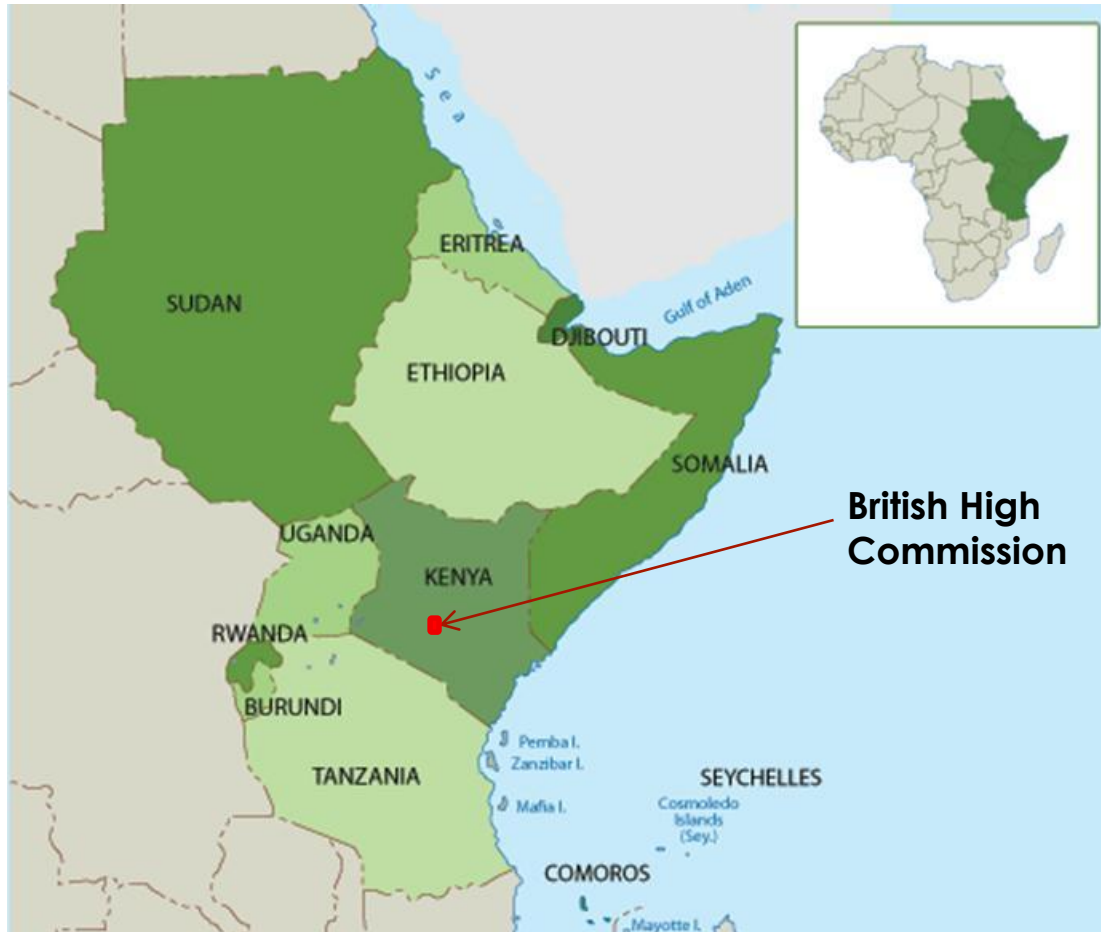 Sea
ERITREA
SUDAN
Gulf of Aden
DJIBOUTI
ETHIOPIA
SOMALIA
British High
Commission
UGANDA
KENYA
RWANDA
BURUNDI
Pemba I.
Zanzibar I.
TANZANIA
SEYCHELLES
Mafia I.
Cosmoledo
Islands
(Sey.)
COMOROS
Mayotte I.